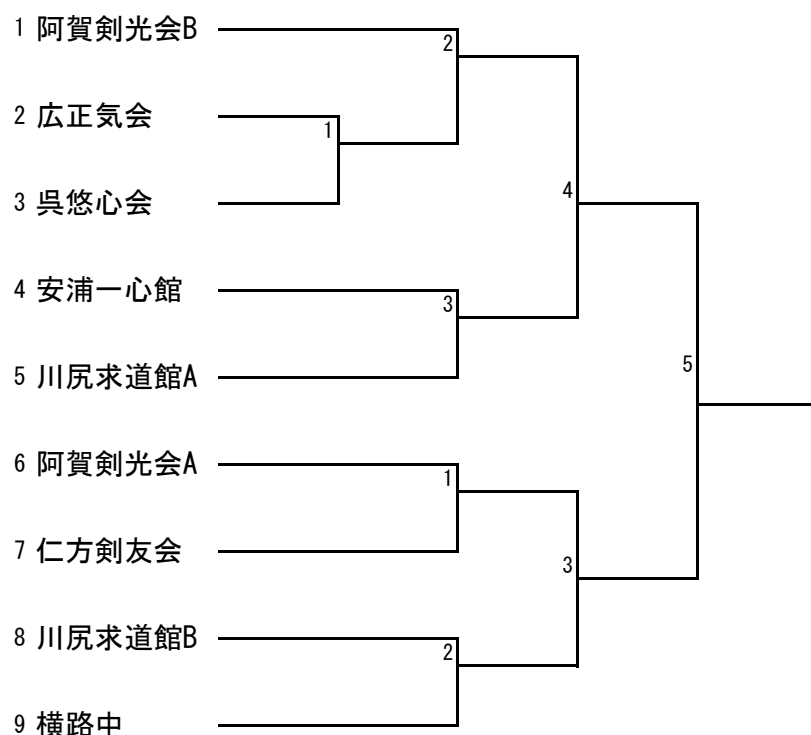 1 阿賀剣光会B
2
2 広正気会
1
3 呉悠心会
4
4 安浦一心館
3
5 川尻求道館A
5
6 阿賀剣光会A
1
7 仁方剣友会
3
8 川尻求道館B
2
9 横路中